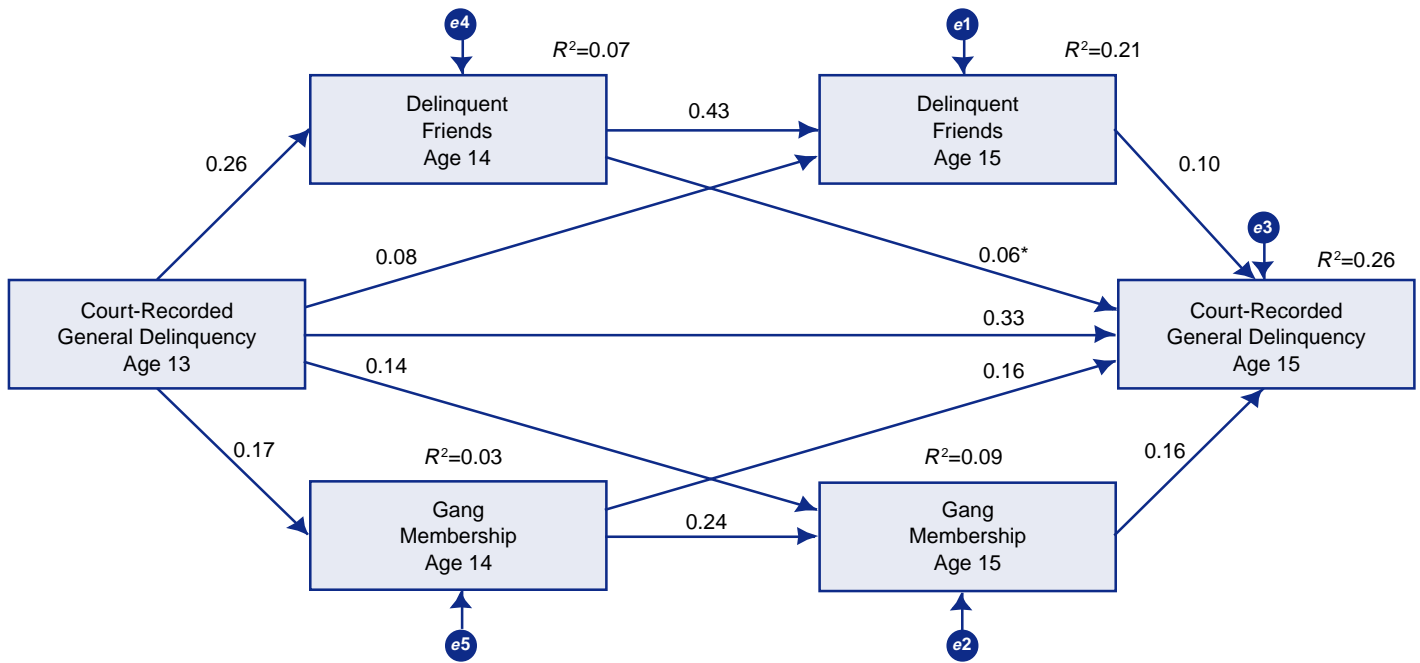 e4
e1
R²=0.07
R²=0.21
Delinquent
Friends
Age 14
Delinquent
Friends
Age 15
0.43
0.26
0.10
e3
0.08
0.06*
R²=0.26
Court-Recorded
General Delinquency
Age 13
0.33
Court-Recorded
General Delinquency
Age 15
0.14
0.16
0.17
R²=0.03
R²=0.09
0.16
Gang
Membership
Age 14
0.24
Gang
Membership
Age 15
e5
e2